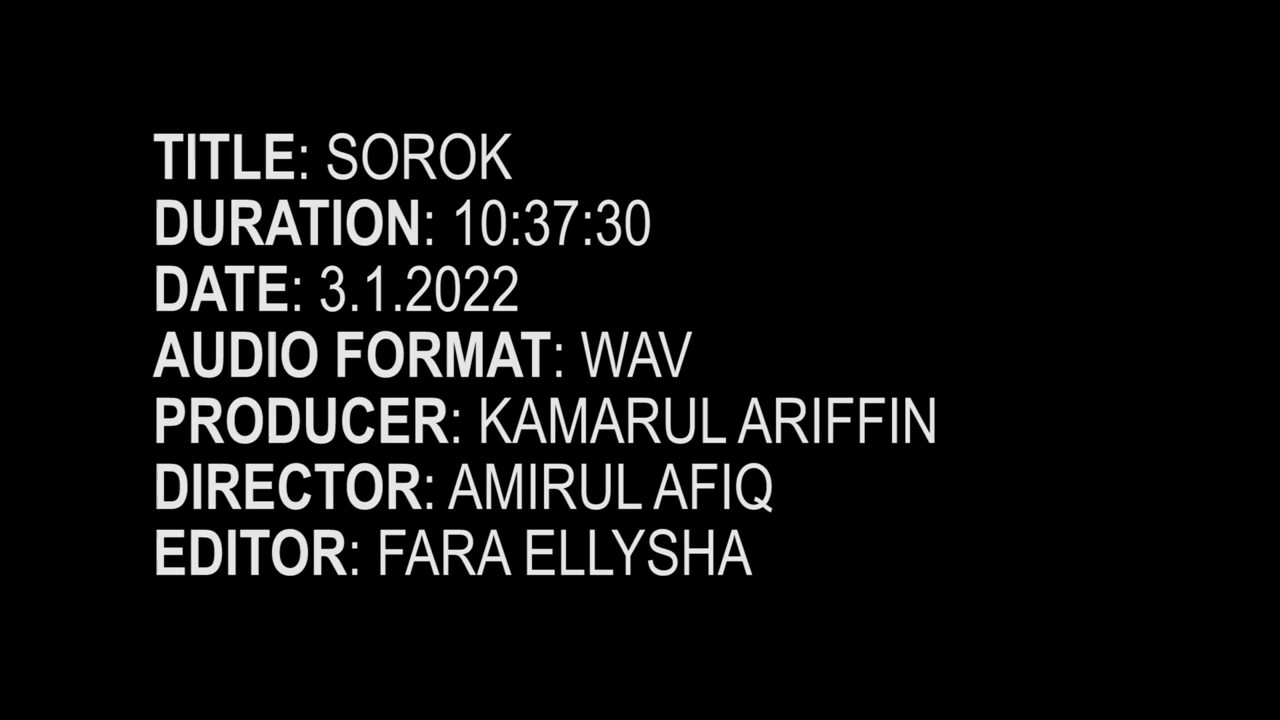 TITLE: SOROK
DURATION: 10:37:30
DATE: 3.1.2022
AUDIO FORMAT: WAV
PRODUCER: KAMARUL ARIFFIN
DIRECTOR: AMIRUL AFIQ
EDITOR: FARA ELLYSHA